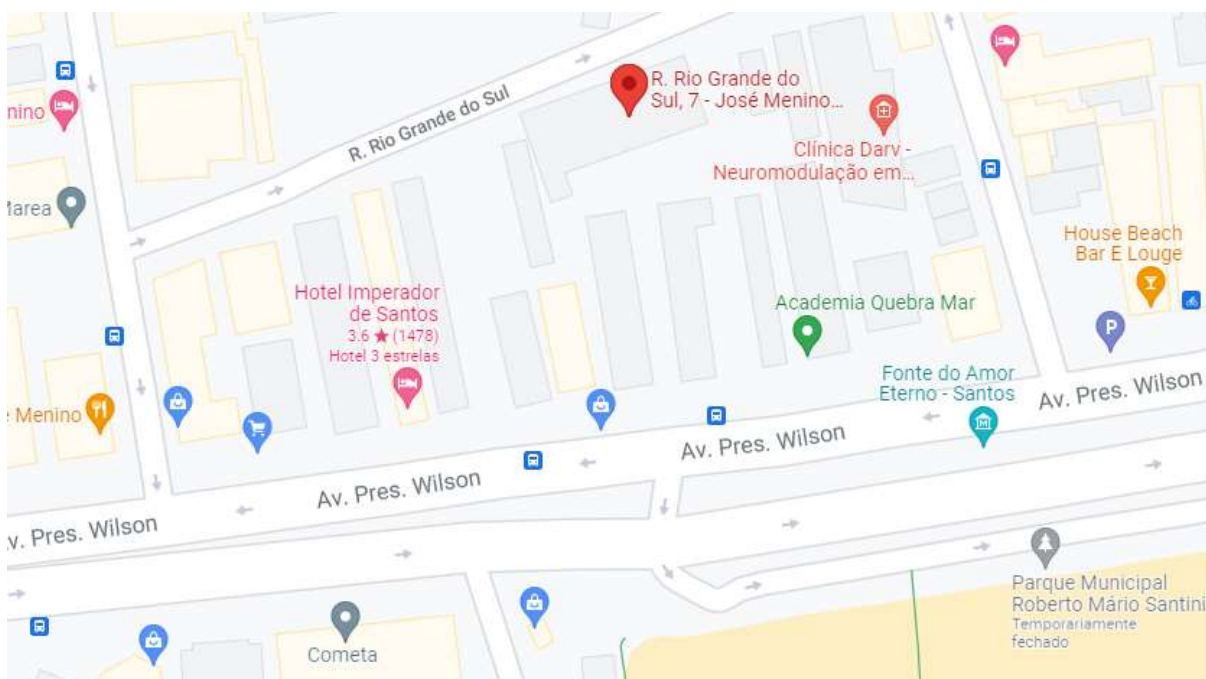 R. Rio Grande do
Sul, 7 - José Menino...
nino
R. Rio Grande do Sul
Clínica Darv -
Neuromodulação em...
Marea
House Beach
Bar E Louge
Hotel Imperador
de Santos
3.6 ★ (1478)
Hotel 3 estrelas
Academia Quebra Mar
P
Fonte do Amor
Eterno - Santos
Av. Pres. Wilson
e Menino
Av. Pres. Wilson
M
Av. Pres. Wilson
v. Pres. Wilson
Parque Municipal
Roberto Mário Santini
Temporariamente
fechado
Cometa